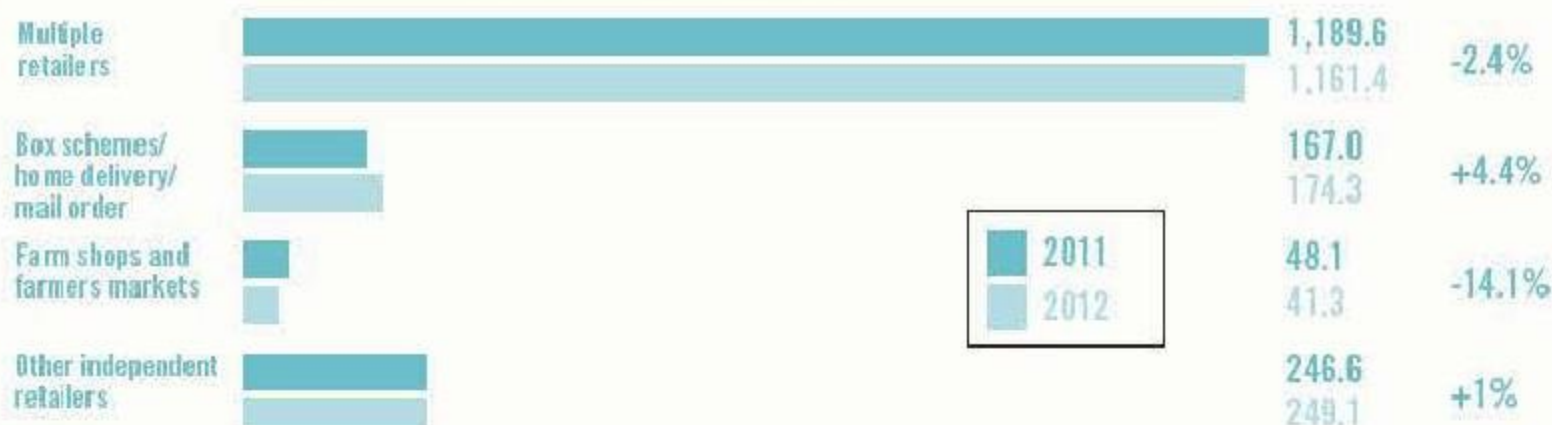 Multiple
retailers
1,189.6
1,161.4
-2.4%
Box schemes/
home delivery/
mail order
167.0
174.3
+4.4%
Farm shops and
farmers markets
48.1
41.3
-14.1%
2011
2012
Other independent
retailers
246.6
249.1
+1%